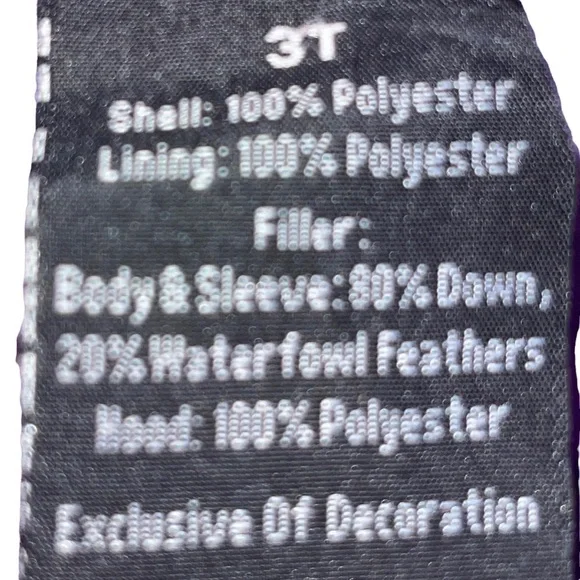 3T
Shell: 100% Polyester
Lining: 100% Polyester
Filler:
Body & Sleeve: 80% Down,
20% Waterfowl Feathers
Hood: 100% Polyester
Exclusive Of Decoration